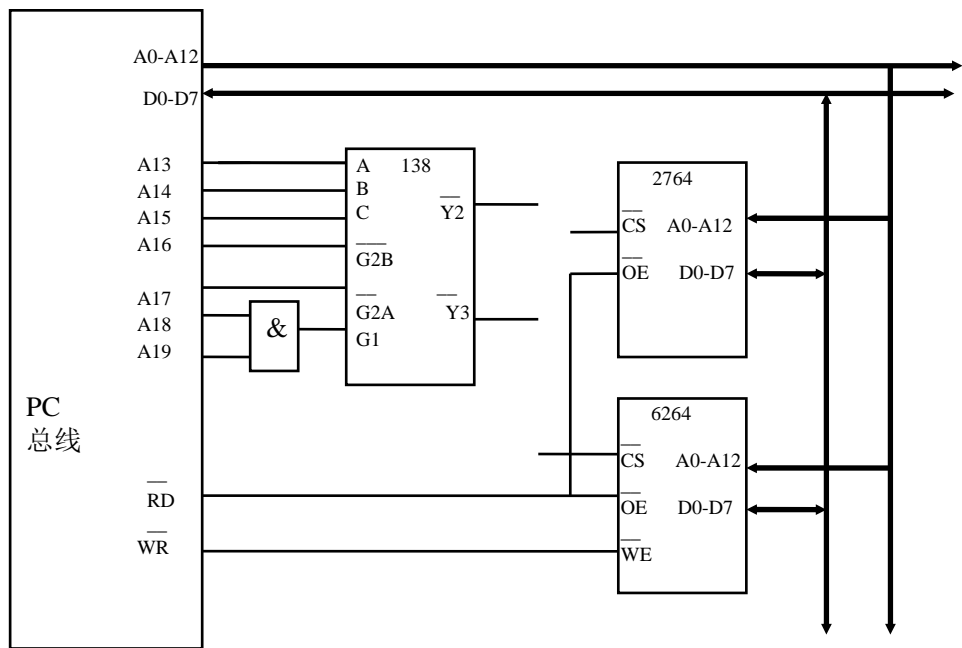 A0-A12
D0-D7
A13
A14
A15
A16
A17
A18
A19
&
A 138
B
C
Y2
G2B
G2A
Y3
G1
2764
CS
A0-A12
OE
D0-D7
6264
CS
A0-A12
OE
D0-D7
WE
PC
总线
RD
WR